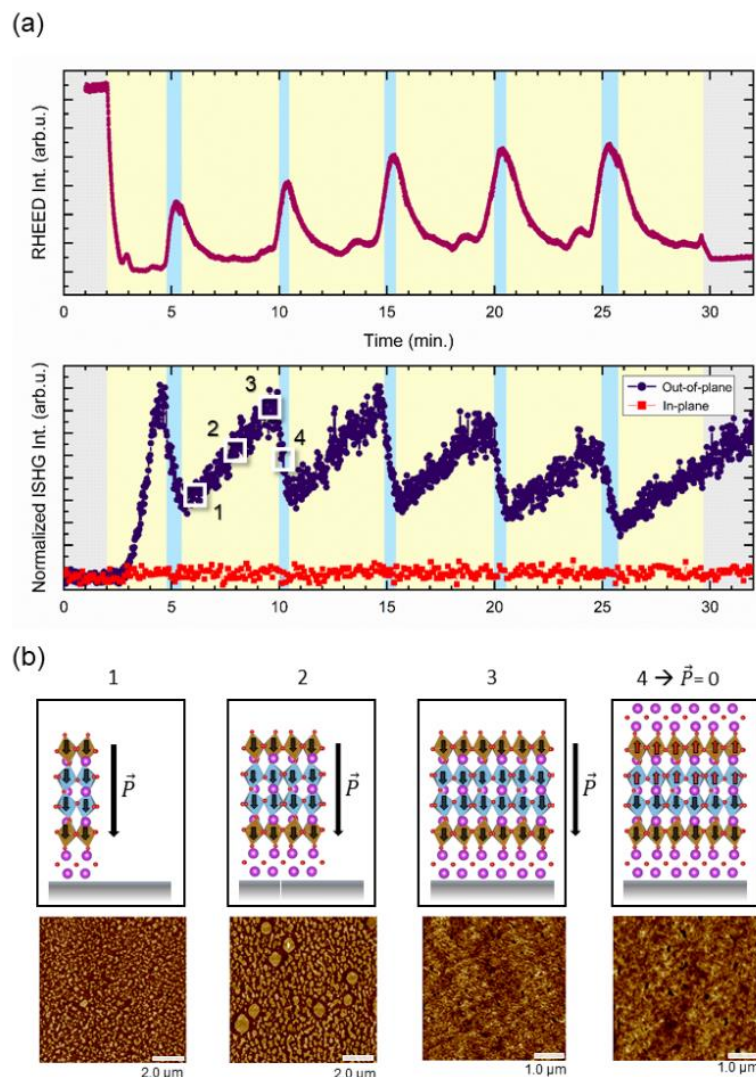 (a)
RHEED Int. (arb.u.)
0 5 10 15 20 25 30
Time (min.)
Normalized ISHG Int. (arb.u.)
Out-of-plane
In-plane
3
2
4
1
0 5 10 15 20 25 30
(b)
1 2 3 4 → P⃗ = 0
P⃗ P⃗ P⃗
2.0 μm 2.0 μm 1.0 μm 1.0 μm